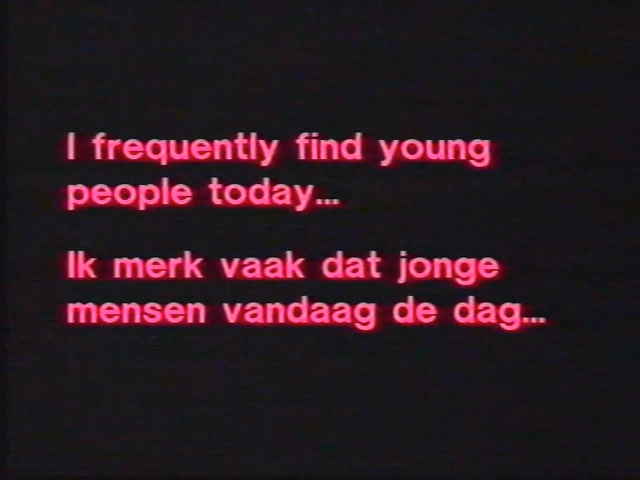 I frequently find young
people today...
Ik merk vaak dat jonge
mensen vandaag de dag...